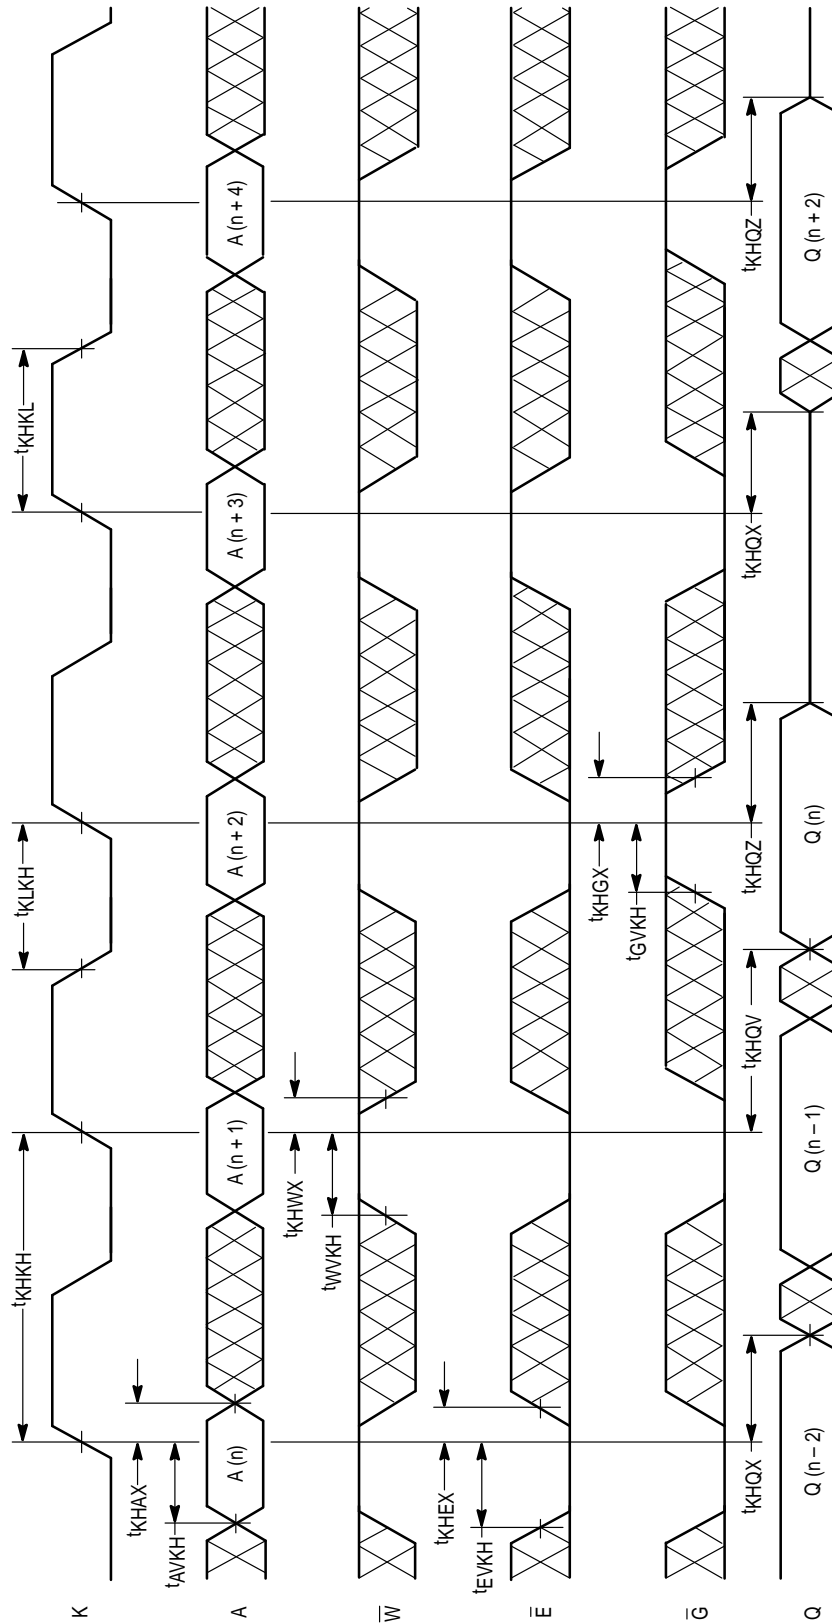 K
tKHKH
tKLKH
tKHKL
A
tKHAX
tAVKH
A (n)
A (n + 1)
A (n + 2)
A (n + 3)
A (n + 4)
W
tKHWX
tWVKH
E
tKHEX
tEVKH
G
tKHGX
tGVKH
Q
tKHQX
tKHQV
tKHQZ
tKHQX
tKHQZ
Q (n – 2)
Q (n – 1)
Q (n)
Q (n + 2)